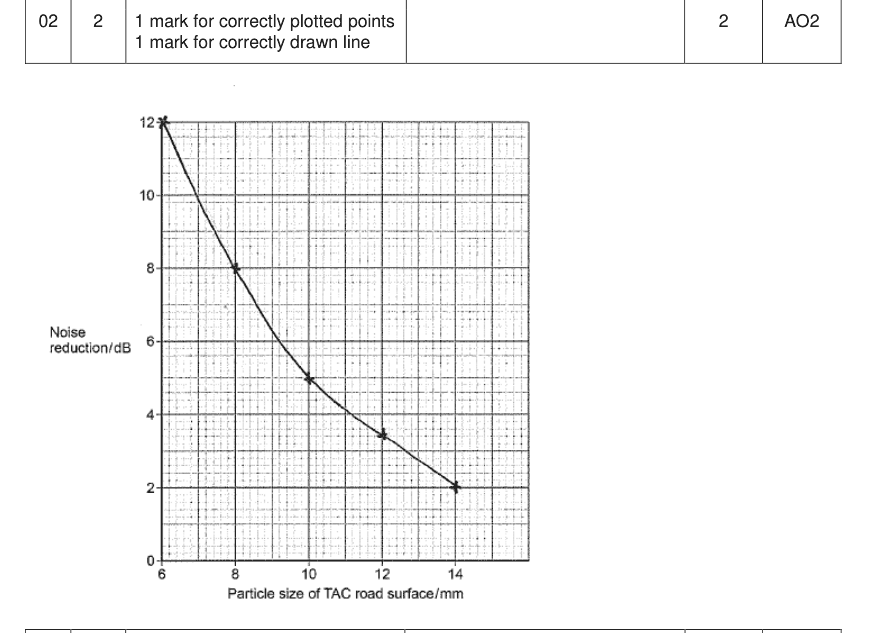 02 2 1 mark for correctly plotted points 2 AO2
1 mark for correctly drawn line
12
10
8
Noise
reduction/dB
6
4
2
0
6 8 10 12 14
Particle size of TAC road surface/mm